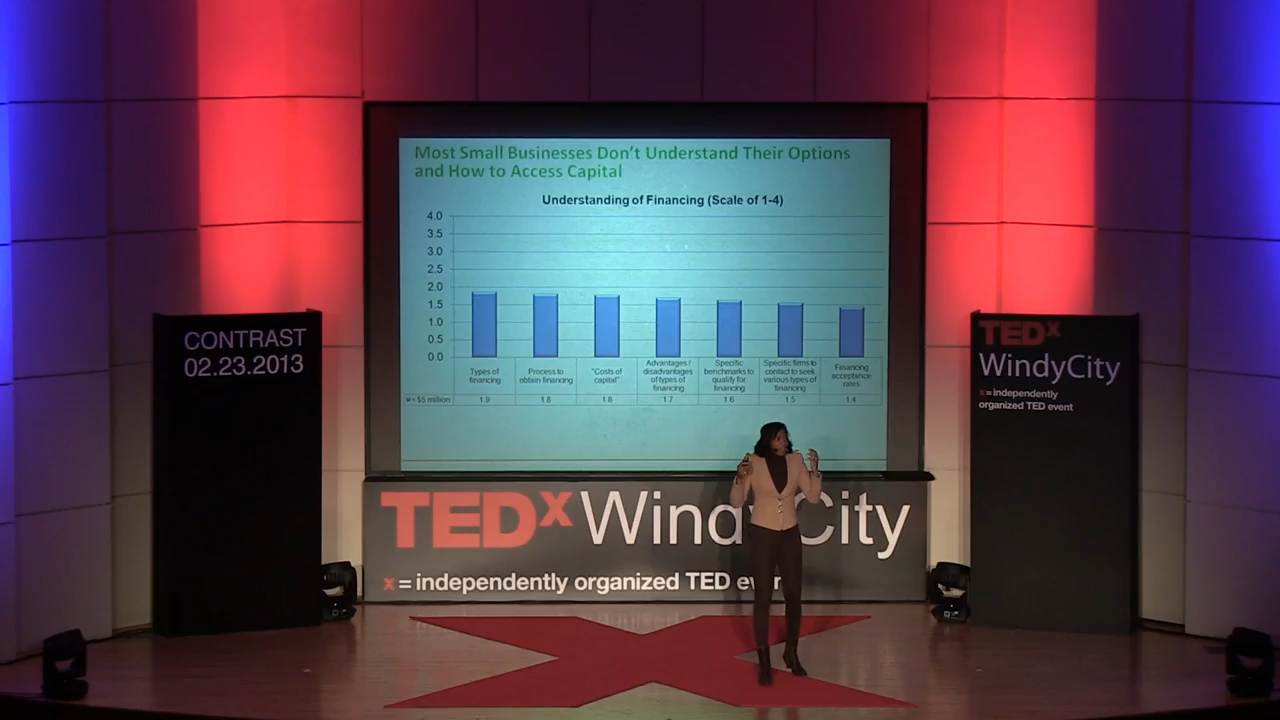 Most Small Businesses Don't Understand Their Options
and How to Access Capital
Understanding of Financing (Scale of 1-4)
4.0
3.5
3.0
2.5
2.0
1.5
1.0
0.5
0.0
Types of
financing
Process to
obtain financing
"Costs of
capital"
Advantages /
disadvantages
of types of
financing
Specific
benchmarks to
qualify for
financing
Specific firms to
contact to seek
various types of
financing
Financing
acceptance
rates
<$5 million 1.9 1.8 1.8 1.7 1.6 1.5 1.4
CONTRAST
02.23.2013
TEDx
WindyCity
x = independently
organized TED event
TEDx WindyCity
x = independently organized TED even